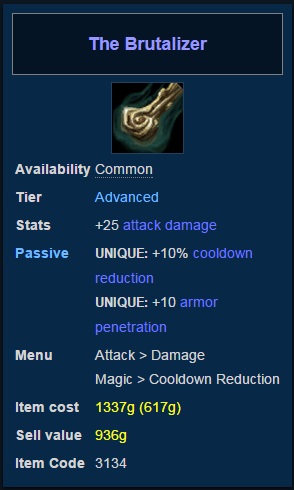 The Brutalizer
Availability Common
Tier Advanced
Stats +25 attack damage
Passive UNIQUE: +10% cooldown
reduction
UNIQUE: +10 armor
penetration
Menu Attack > Damage
Magic > Cooldown Reduction
Item cost 1337g (617g)
Sell value 936g
Item Code 3134